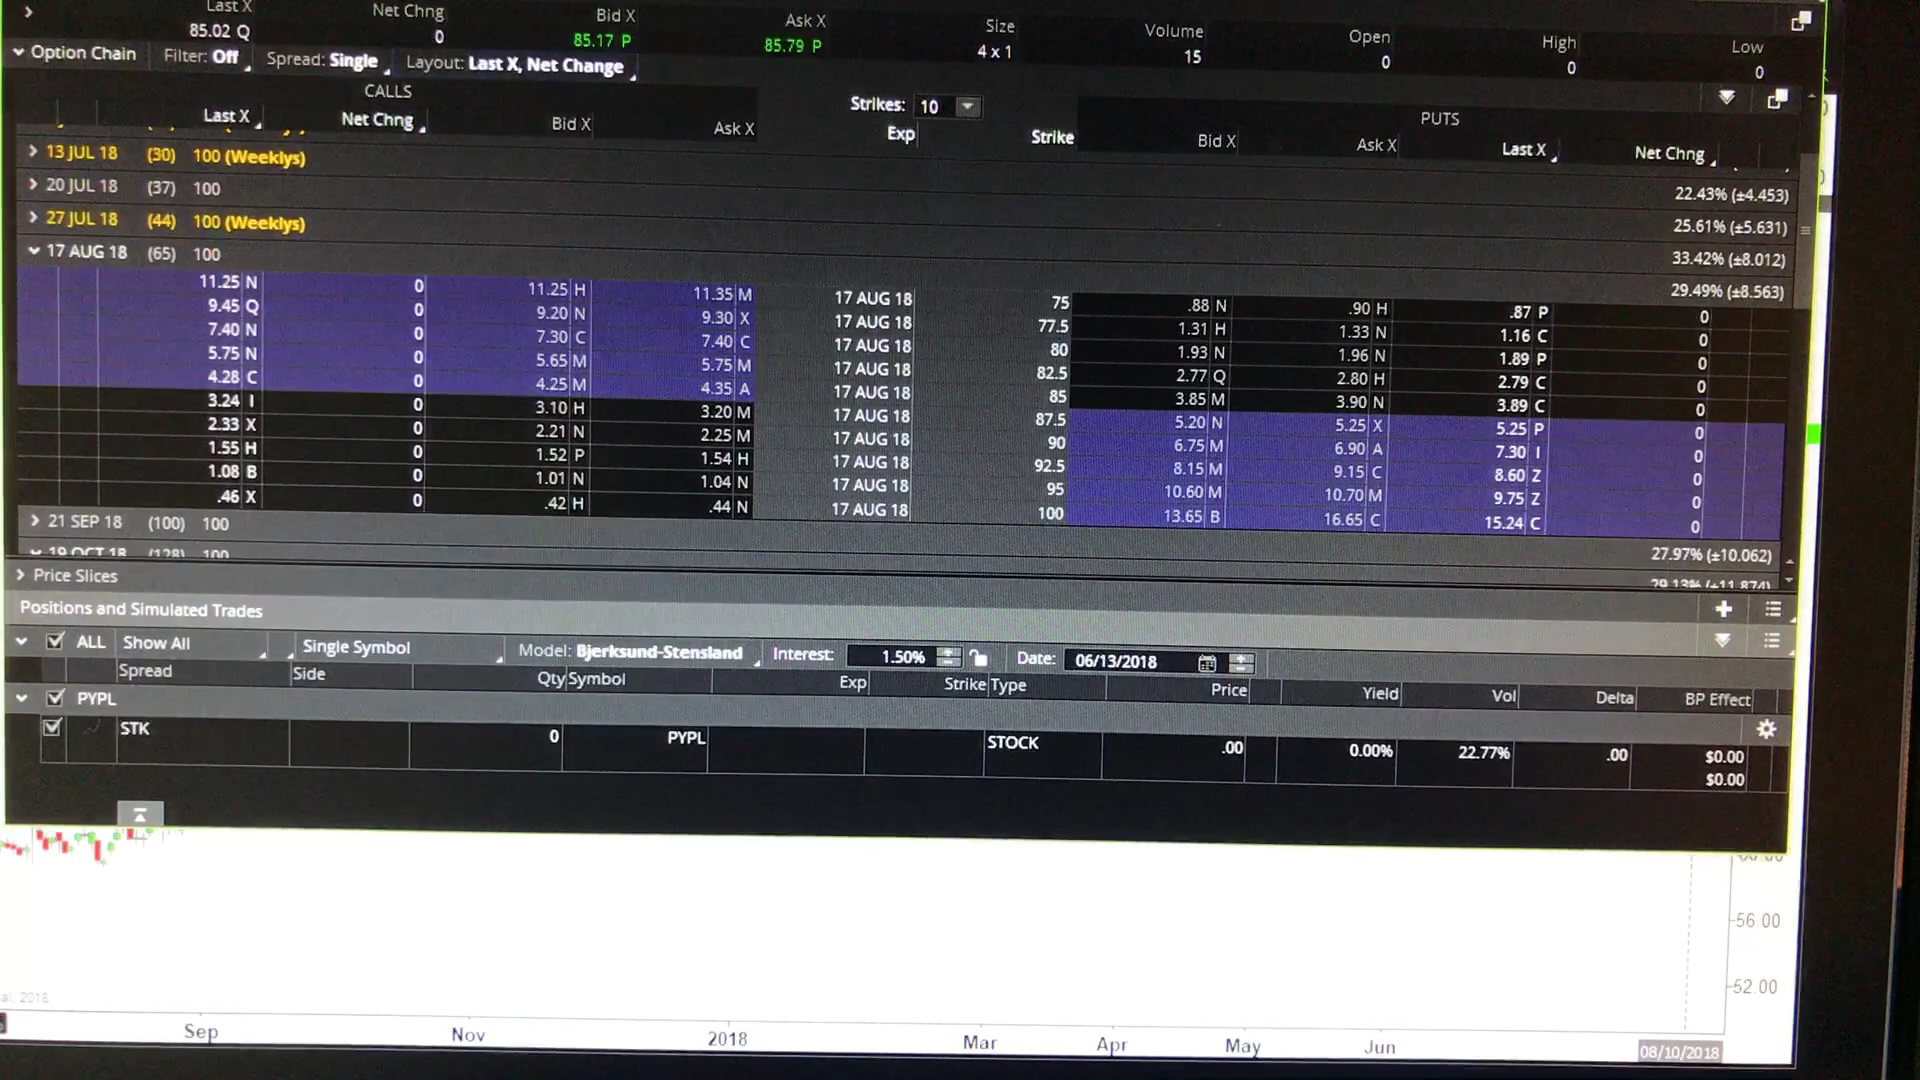 Last X Net Chng Bid X Ask X Size Volume Open High Low
85.02 Q 0 85.17 P 85.79 P 4 x 1 15 0 0 0
Option Chain Filter: Off Spread: Single Layout: Last X, Net Change
CALLS Strikes: 10 PUTS
Last X Net Chng Bid X Ask X Exp Strike Bid X Ask X Last X Net Chng
13 JUL 18 (30) 100 (Weeklys)
20 JUL 18 (37) 100 22.43% (±4.453)
27 JUL 18 (44) 100 (Weeklys) 25.61% (±5.631)
17 AUG 18 (65) 100 33.42% (±8.012)
29.49% (±8.563)
11.25 N 0 11.25 H 11.35 M 17 AUG 18 75 .88 N .90 H .87 P 0
9.45 Q 0 9.20 N 9.30 X 17 AUG 18 77.5 1.31 H 1.33 N 1.16 C 0
7.40 N 0 7.30 C 7.40 C 17 AUG 18 80 1.93 N 1.96 N 1.89 P 0
5.75 N 0 5.65 M 5.75 M 17 AUG 18 82.5 2.77 Q 2.80 H 2.79 C 0
4.28 C 0 4.25 M 4.35 A 17 AUG 18 85 3.85 M 3.90 N 3.89 C 0
3.24 I 0 3.10 H 3.20 M 17 AUG 18 87.5 5.20 N 5.25 X 5.25 P 0
2.33 X 0 2.21 N 2.25 M 17 AUG 18 90 6.75 M 6.90 A 7.30 I 0
1.55 H 0 1.52 P 1.54 H 17 AUG 18 92.5 8.15 M 9.15 C 8.60 Z 0
1.08 B 0 1.01 N 1.04 N 17 AUG 18 95 10.60 M 10.70 M 9.75 Z 0
.46 X 0 .42 H .44 N 17 AUG 18 100 13.65 B 16.65 C 15.24 C 0
21 SEP 18 (100) 100 27.97% (±10.062)
19 OCT 18 (128) 100 29.13% (±11.874)
Price Slices
Positions and Simulated Trades
ALL Show All Single Symbol Model: Bjerksund-Stensland Interest: 1.50% Date: 06/13/2018
Spread Side Qty Symbol Exp Strike Type Price Yield Vol Delta BP Effect
PYPL
STK 0 PYPL STOCK .00 0.00% 22.77% .00 $0.00
$0.00
56.00
52.00
2018
Sep Nov 2018 Mar Apr May Jun 08/10/2018